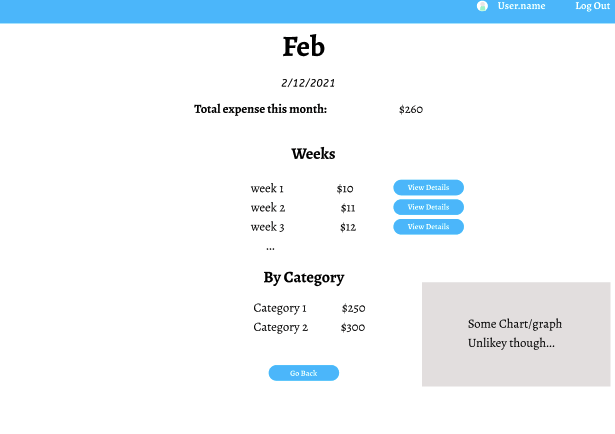 User.name Log Out
Feb
2/12/2021
Total expense this month: $260
Weeks
week 1 $10 View Details
week 2 $11 View Details
week 3 $12 View Details
...
By Category
Category 1 $250
Category 2 $300
Some Chart/graph
Unlikey though...
Go Back